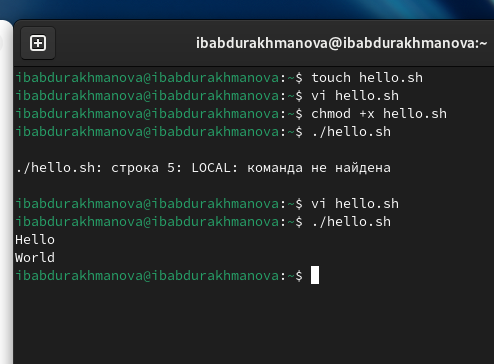 ibabdurakhmanova@ibabdurakhmanova:~
ibabdurakhmanova@ibabdurakhmanova:~$ touch hello.sh
ibabdurakhmanova@ibabdurakhmanova:~$ vi hello.sh
ibabdurakhmanova@ibabdurakhmanova:~$ chmod +x hello.sh
ibabdurakhmanova@ibabdurakhmanova:~$ ./hello.sh
./hello.sh: строка 5: LOCAL: команда не найдена
ibabdurakhmanova@ibabdurakhmanova:~$ vi hello.sh
ibabdurakhmanova@ibabdurakhmanova:~$ ./hello.sh
Hello
World
ibabdurakhmanova@ibabdurakhmanova:~$